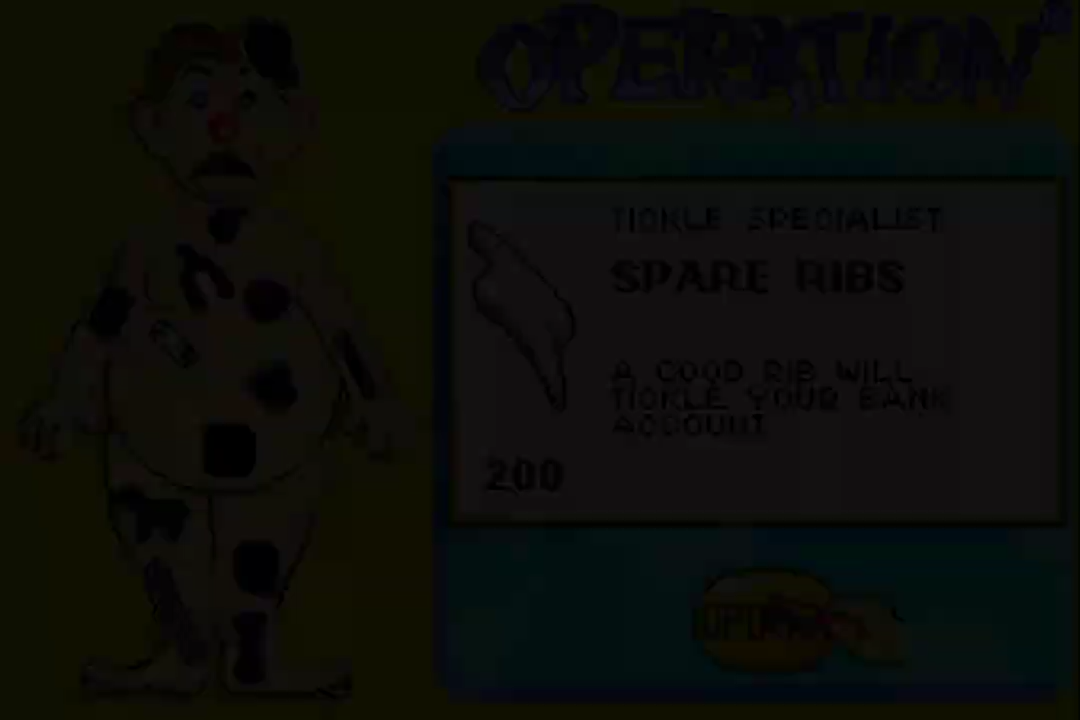 OPERATION
TICKLE SPECIALIST
SPARE RIBS
A GOOD RIB WILL
TICKLE YOUR BANK
ACCOUNT
200